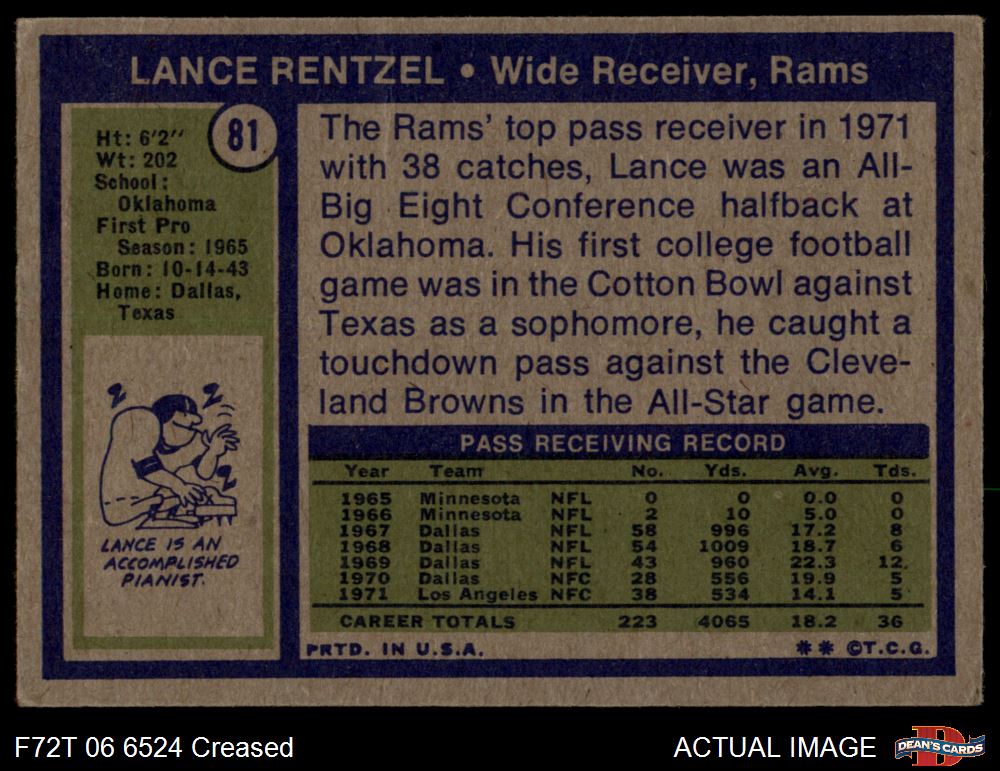 LANCE RENTZEL • Wide Receiver, Rams
81
Ht: 6'2''
Wt: 202
School:
Oklahoma
First Pro
Season: 1965
Born: 10-14-43
Home: Dallas,
Texas
Z
Z
Z
LANCE IS AN
ACCOMPLISHED
PIANIST.
The Rams' top pass receiver in 1971
with 38 catches, Lance was an All-
Big Eight Conference halfback at
Oklahoma. His first college football
game was in the Cotton Bowl against
Texas as a sophomore, he caught a
touchdown pass against the Cleve-
land Browns in the All-Star game.
PASS RECEIVING RECORD
Year Team No. Yds. Avg. Tds.
1965 Minnesota NFL 0 0 0.0 0
1966 Minnesota NFL 2 10 5.0 0
1967 Dallas NFL 58 996 17.2 8
1968 Dallas NFL 54 1009 18.7 6
1969 Dallas NFL 43 960 22.3 12.
1970 Dallas NFC 28 556 19.9 5
1971 Los Angeles NFC 38 534 14.1 5
CAREER TOTALS 223 4065 18.2 36
PRTD. IN U.S.A. ** ©T.C.G.
F72T 06 6524 Creased
ACTUAL IMAGE
D
DEAN'S CARDS